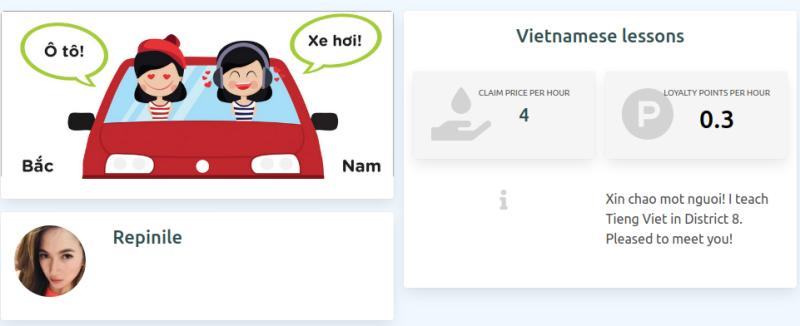 Ô tô!
Xe hơi!
Bắc
Nam
Repinile
Vietnamese lessons
CLAIM PRICE PER HOUR
4
P
LOYALTY POINTS PER HOUR
0.3
i
Xin chao mot nguoi! I teach
Tieng Viet in District 8.
Pleased to meet you!